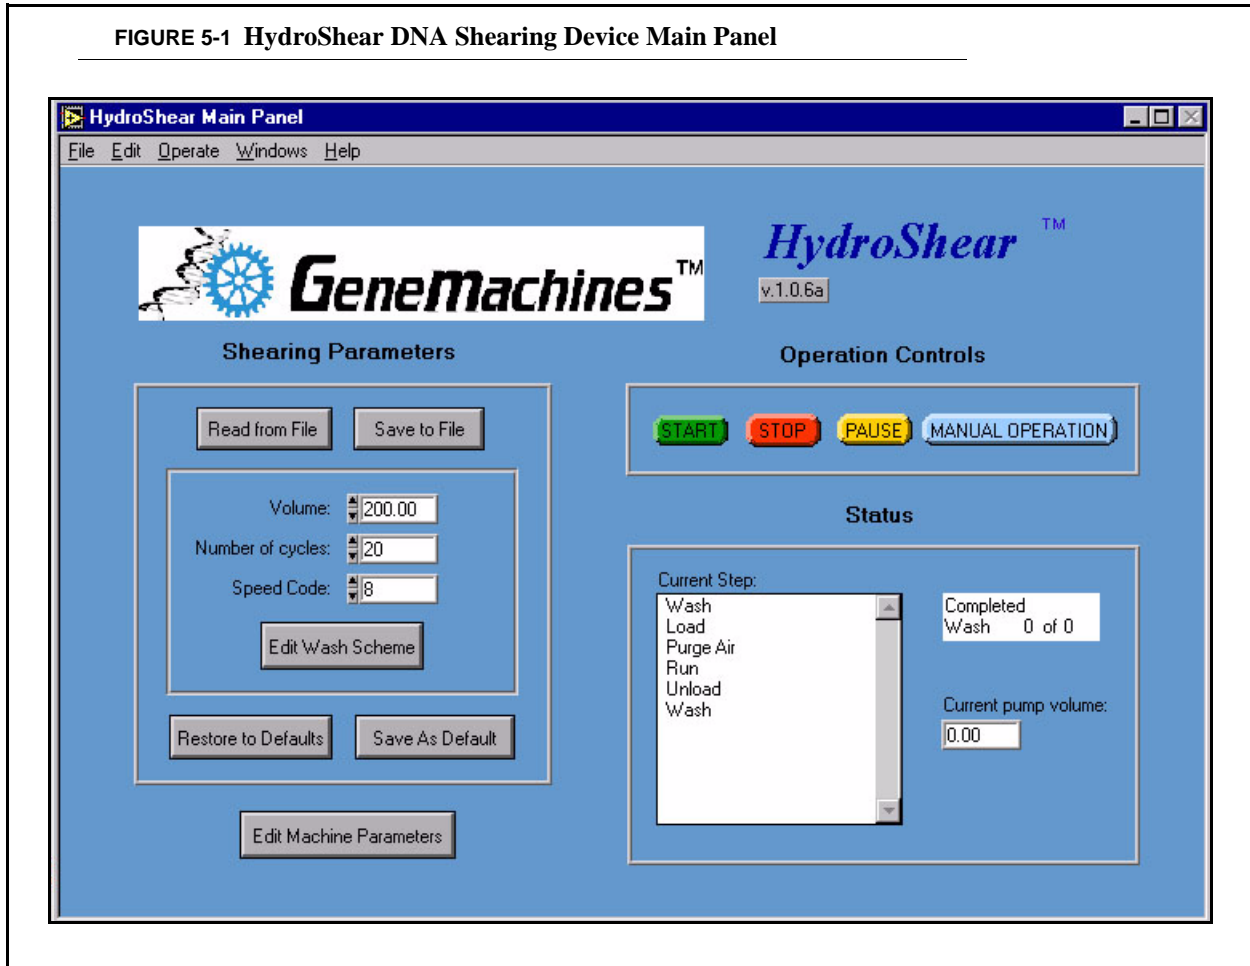 FIGURE 5-1 HydroShear DNA Shearing Device Main Panel
HydroShear Main Panel
File Edit Operate Windows Help
GeneMachines™
HydroShear ™
v.1.0.6a
Shearing Parameters
Read from File Save to File
Volume: 200.00
Number of cycles: 20
Speed Code: 8
Edit Wash Scheme
Restore to Defaults Save As Default
Edit Machine Parameters
Operation Controls
START STOP PAUSE MANUAL OPERATION
Status
Current Step:
Wash
Load
Purge Air
Run
Unload
Wash
Completed
Wash 0 of 0
Current pump volume:
0.00